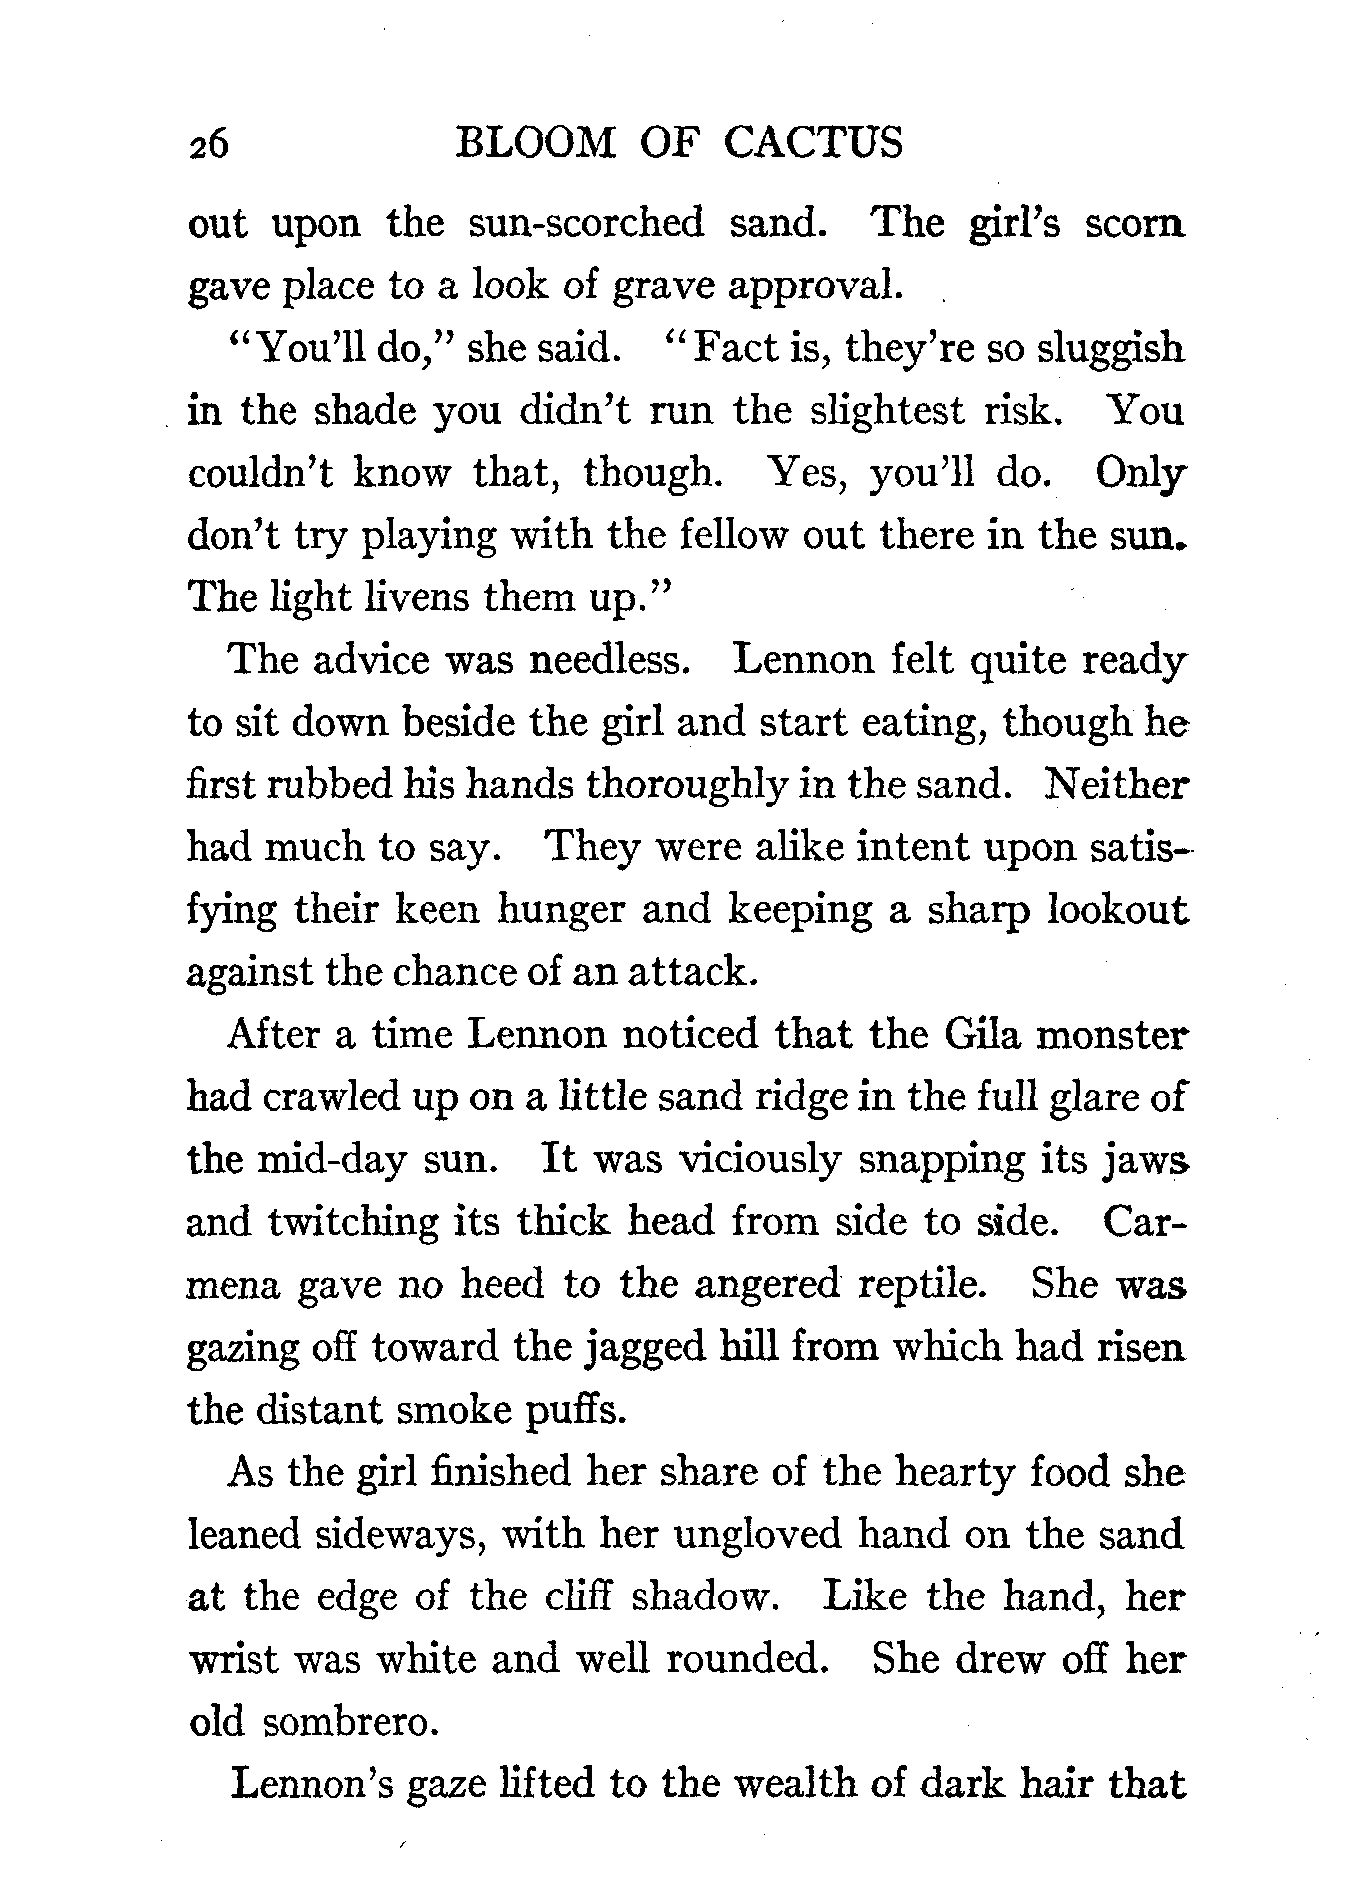 26 BLOOM OF CACTUS
out upon the sun-scorched sand. The girl's scorn
gave place to a look of grave approval.
"You'll do," she said. "Fact is, they're so sluggish
in the shade you didn't run the slightest risk. You
couldn't know that, though. Yes, you'll do. Only
don't try playing with the fellow out there in the sun.
The light livens them up."
The advice was needless. Lennon felt quite ready
to sit down beside the girl and start eating, though he
first rubbed his hands thoroughly in the sand. Neither
had much to say. They were alike intent upon satis-
fying their keen hunger and keeping a sharp lookout
against the chance of an attack.
After a time Lennon noticed that the Gila monster
had crawled up on a little sand ridge in the full glare of
the mid-day sun. It was viciously snapping its jaws
and twitching its thick head from side to side. Car-
mena gave no heed to the angered reptile. She was
gazing off toward the jagged hill from which had risen
the distant smoke puffs.
As the girl finished her share of the hearty food she
leaned sideways, with her ungloved hand on the sand
at the edge of the cliff shadow. Like the hand, her
wrist was white and well rounded. She drew off her
old sombrero.
Lennon's gaze lifted to the wealth of dark hair that